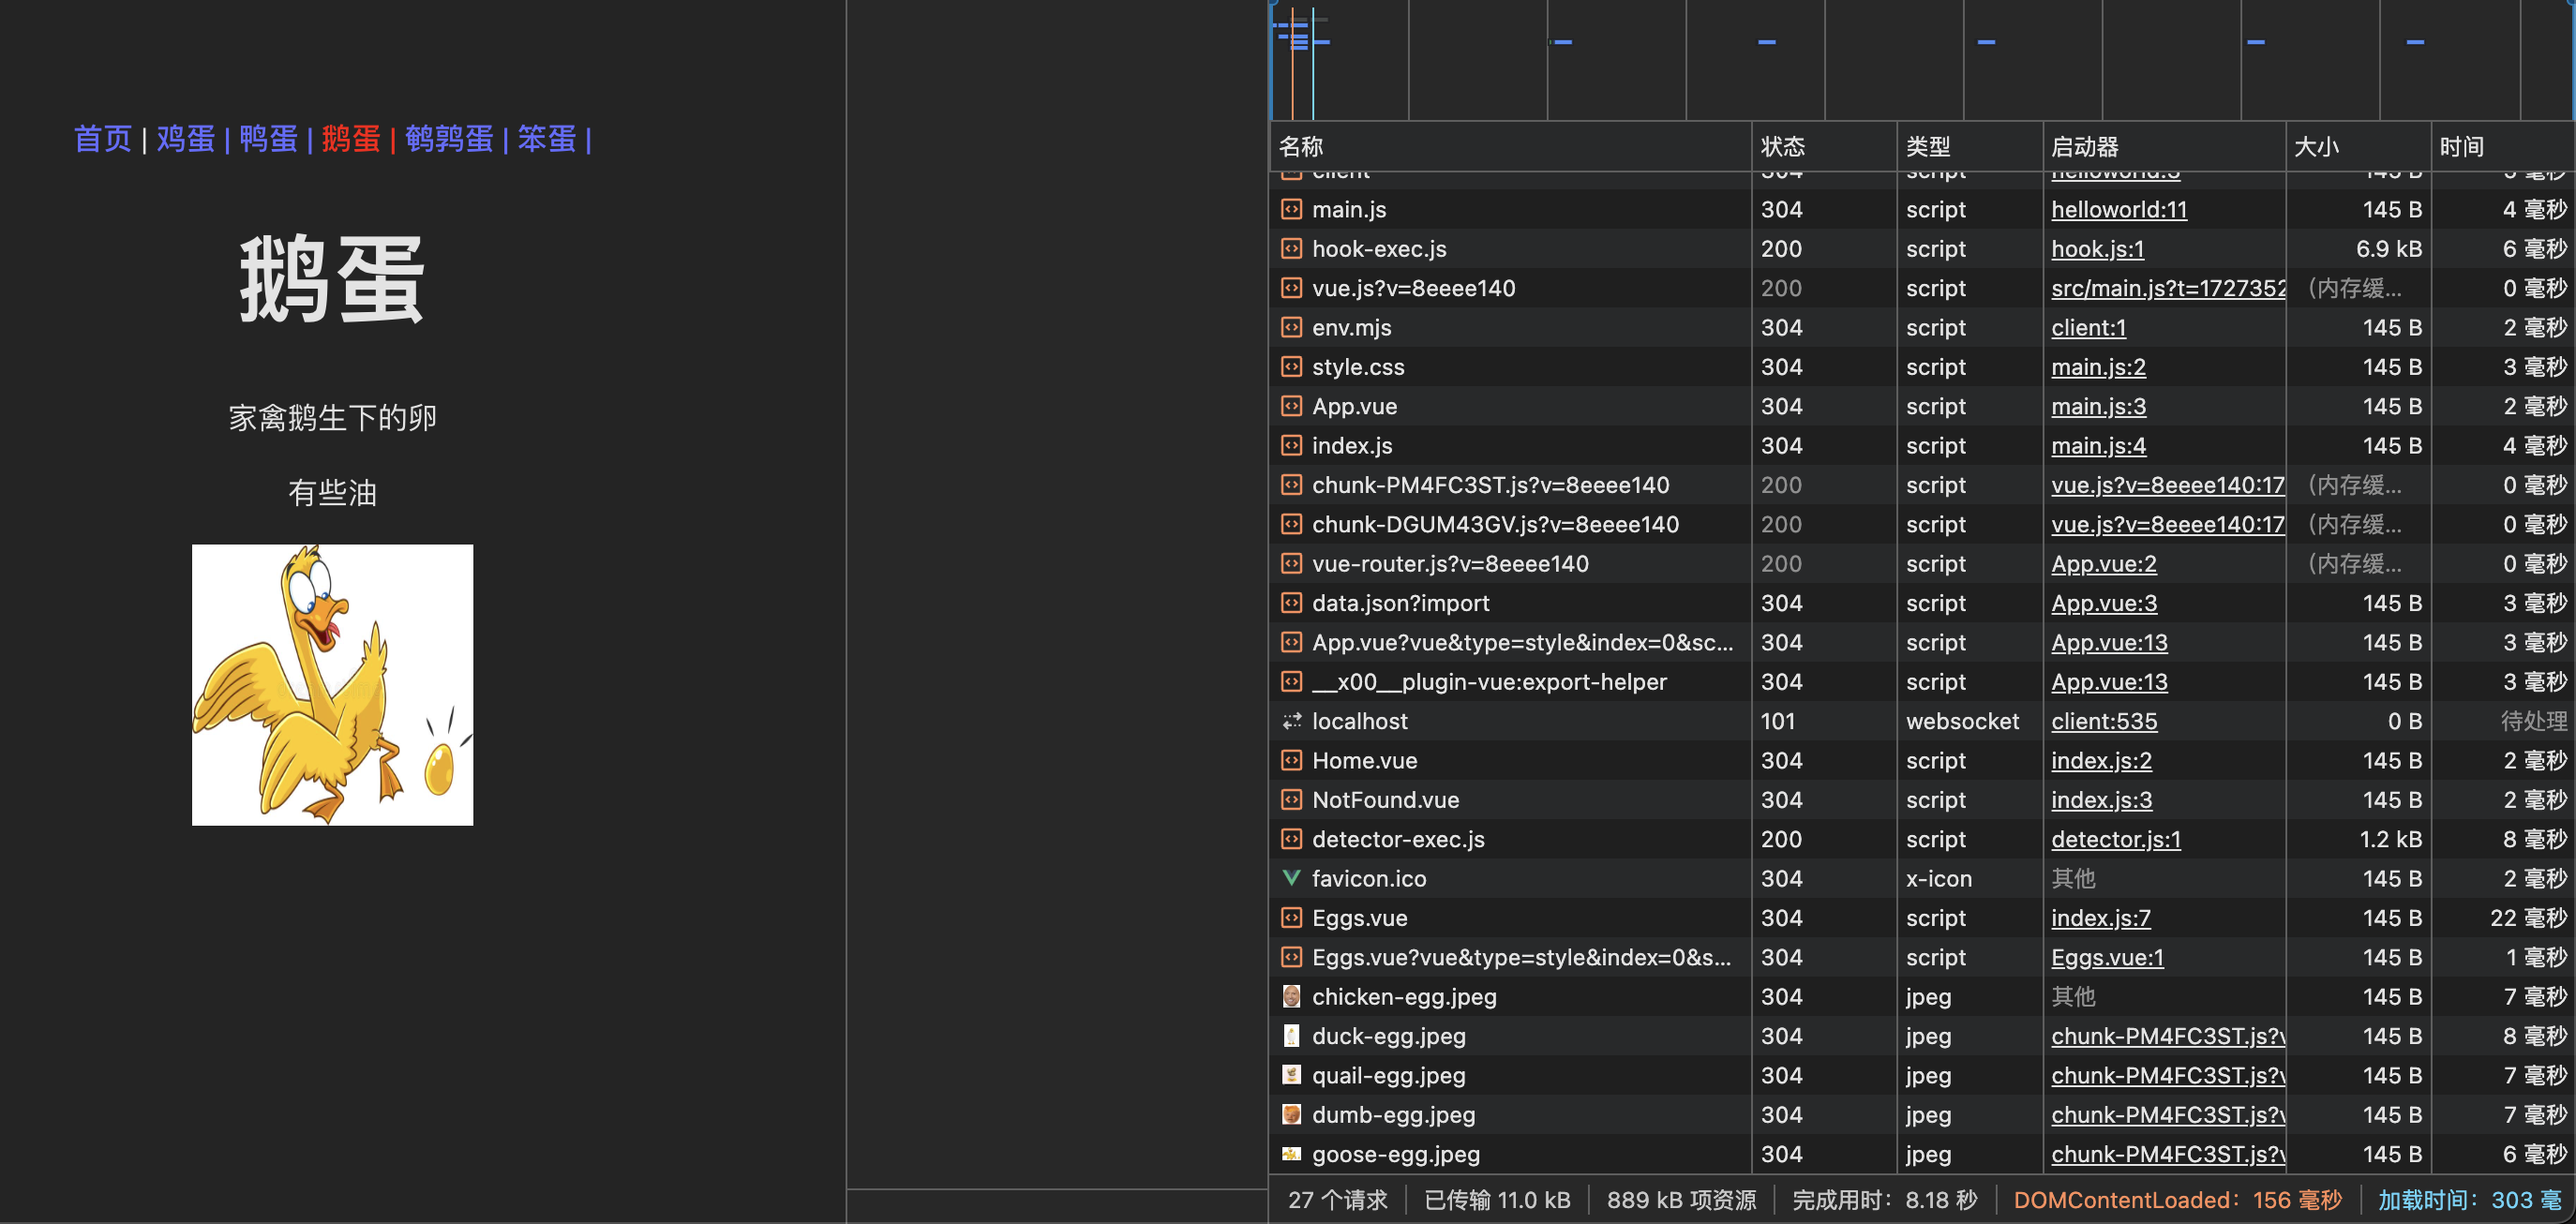 首页 | 鸡蛋 | 鸭蛋 | 鹅蛋 | 鹌鹑蛋 | 笨蛋 |
鹅蛋
家禽鹅生下的卵
有些油
名称 状态 类型 启动器 大小 时间
client 304 script helloworld:5 145 B 毫秒
main.js 304 script helloworld:11 145 B 4 毫秒
hook-exec.js 200 script hook.js:1 6.9 kB 6 毫秒
vue.js?v=8eeee140 200 script src/main.js?t=1727352 (内存缓... 0 毫秒
env.mjs 304 script client:1 145 B 2 毫秒
style.css 304 script main.js:2 145 B 3 毫秒
App.vue 304 script main.js:3 145 B 2 毫秒
index.js 304 script main.js:4 145 B 4 毫秒
chunk-PM4FC3ST.js?v=8eeee140 200 script vue.js?v=8eeee140:17 (内存缓... 0 毫秒
chunk-DGUM43GV.js?v=8eeee140 200 script vue.js?v=8eeee140:17 (内存缓... 0 毫秒
vue-router.js?v=8eeee140 200 script App.vue:2 (内存缓... 0 毫秒
data.json?import 304 script App.vue:3 145 B 3 毫秒
App.vue?vue&type=style&index=0&sc... 304 script App.vue:13 145 B 3 毫秒
__x00__plugin-vue:export-helper 304 script App.vue:13 145 B 3 毫秒
localhost 101 websocket client:535 0 B 待处理
Home.vue 304 script index.js:2 145 B 2 毫秒
NotFound.vue 304 script index.js:3 145 B 2 毫秒
detector-exec.js 200 script detector.js:1 1.2 kB 8 毫秒
favicon.ico 304 x-icon 其他 145 B 2 毫秒
Eggs.vue 304 script index.js:7 145 B 22 毫秒
Eggs.vue?vue&type=style&index=0&s... 304 script Eggs.vue:1 145 B 1 毫秒
chicken-egg.jpeg 304 jpeg 其他 145 B 7 毫秒
duck-egg.jpeg 304 jpeg chunk-PM4FC3ST.js?v 145 B 8 毫秒
quail-egg.jpeg 304 jpeg chunk-PM4FC3ST.js?v 145 B 7 毫秒
dumb-egg.jpeg 304 jpeg chunk-PM4FC3ST.js?v 145 B 7 毫秒
goose-egg.jpeg 304 jpeg chunk-PM4FC3ST.js?v 145 B 6 毫秒
27 个请求 已传输 11.0 kB 889 kB 项资源 完成用时：8.18 秒 DOMContentLoaded：156 毫秒 加载时间：303 毫